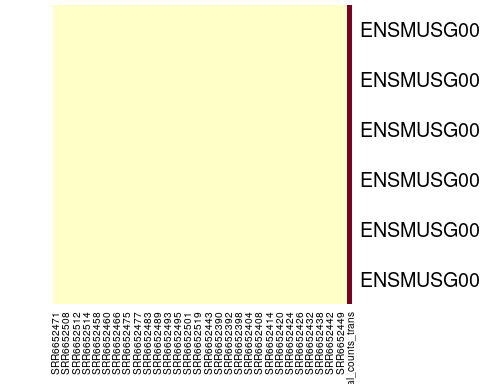 ENSMUSG00
ENSMUSG00
ENSMUSG00
ENSMUSG00
ENSMUSG00
ENSMUSG00
SRR6652471
SRR6652508
SRR6652512
SRR6652514
SRR6652458
SRR6652460
SRR6652466
SRR6652475
SRR6652477
SRR6652483
SRR6652489
SRR6652493
SRR6652495
SRR6652501
SRR6652519
SRR6652443
SRR6652390
SRR6652392
SRR6652398
SRR6652404
SRR6652408
SRR6652414
SRR6652420
SRR6652424
SRR6652426
SRR6652432
SRR6652438
SRR6652442
SRR6652449
al_counts_trans